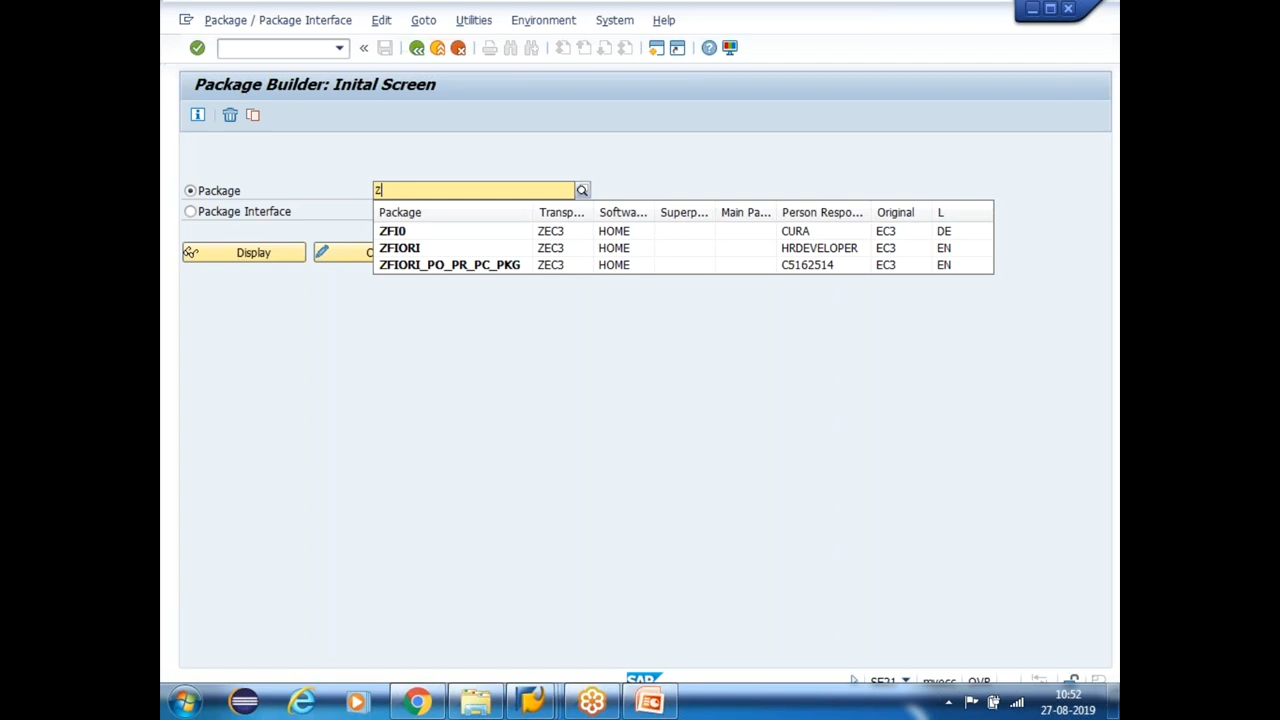 Package / Package Interface Edit Goto Utilities Environment System Help
Package Builder: Inital Screen
Package Z
Package Transp... Softwa... Superp... Main Pa... Person Respo... Original L
Package Interface
ZFI0 ZEC3 HOME CURA EC3 DE
ZFIORI ZEC3 HOME HRDEVELOPER EC3 EN
Display
ZFIORI_PO_PR_PC_PKG ZEC3 HOME C5162514 EC3 EN
SAP
SE21 OVR
10:52
27-08-2019